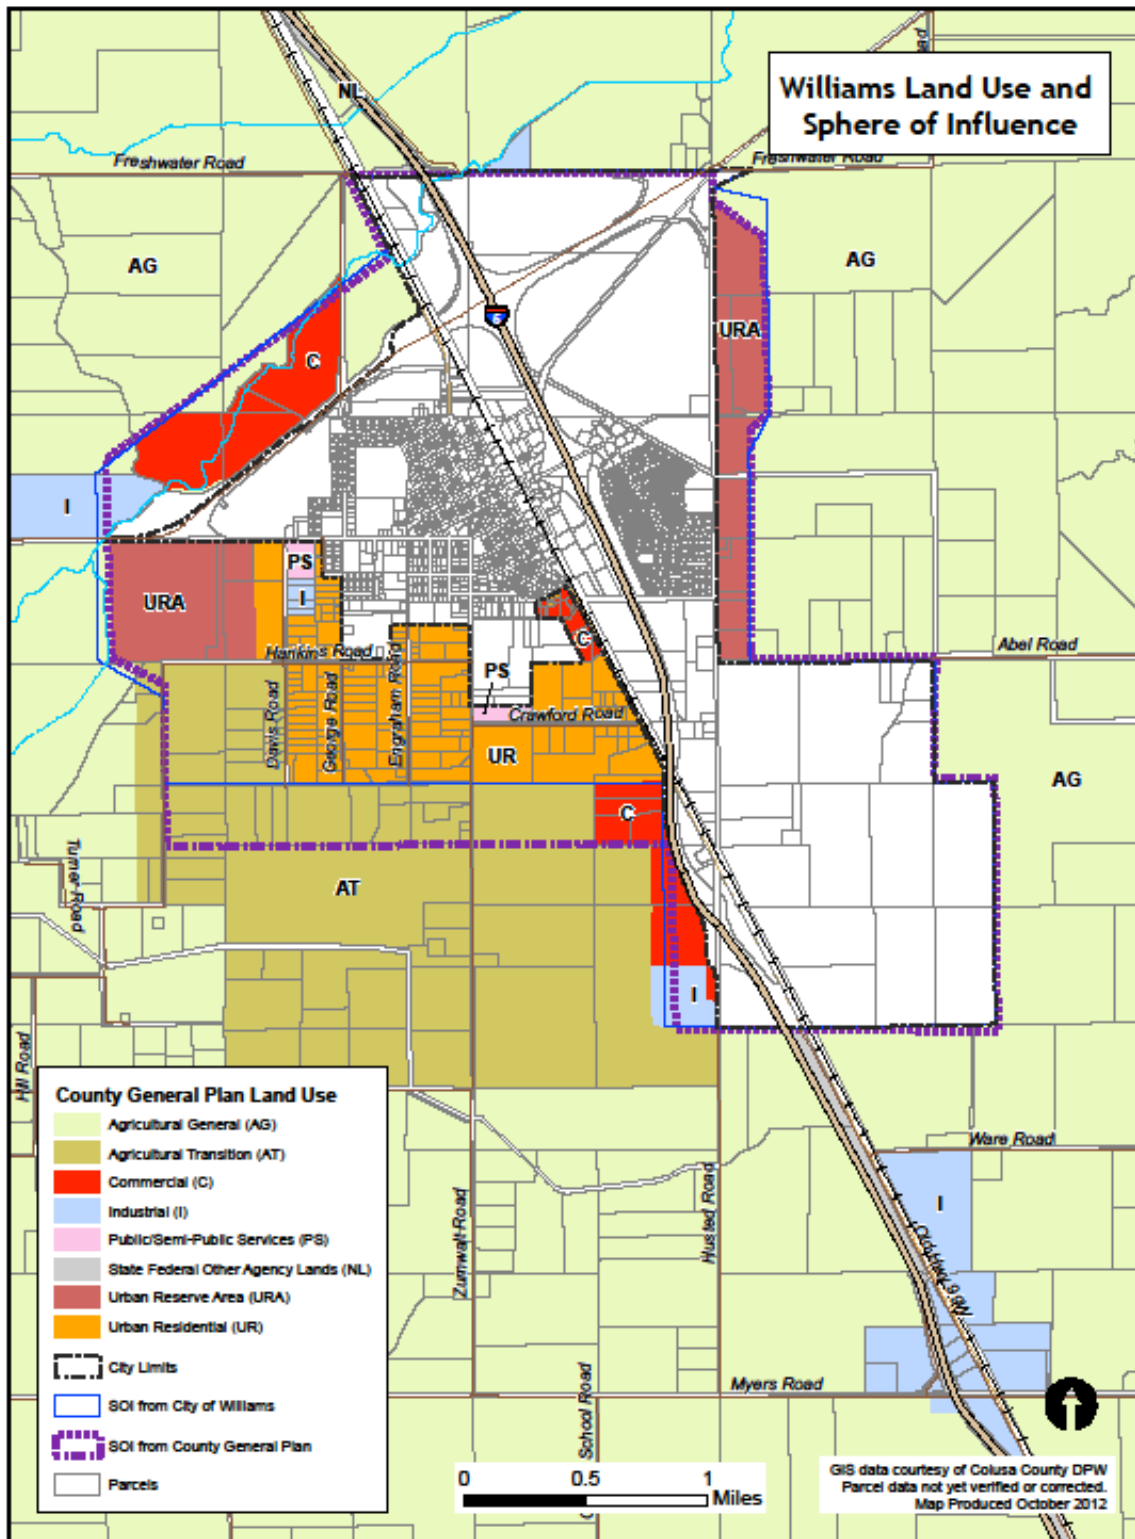 Williams Land Use and
Sphere of Influence
NL
Freshwater Road
Freshwater Road
AG
AG
5
URA
C
I
PS
URA
I
C
Hankins Road
Abel Road
PS
Davis Road
George Road
Engraham Road
Crawford Road
UR
AG
C
Turner Road
AT
I
Hill Road
County General Plan Land Use
Agricultural General (AG)
Agricultural Transition (AT)
Commercial (C)
Industrial (I)
Public/Semi-Public Services (PS)
State Federal Other Agency Lands (NL)
Urban Reserve Area (URA)
Urban Residential (UR)
City Limits
SOI from City of Williams
SOI from County General Plan
Parcels
Ware Road
I
Zumwalt Road
Husted Road
Myers Road
School Road
0 0.5 1
Miles
GIS data courtesy of Colusa County DPW
Parcel data not yet verified or corrected.
Map Produced October 2012